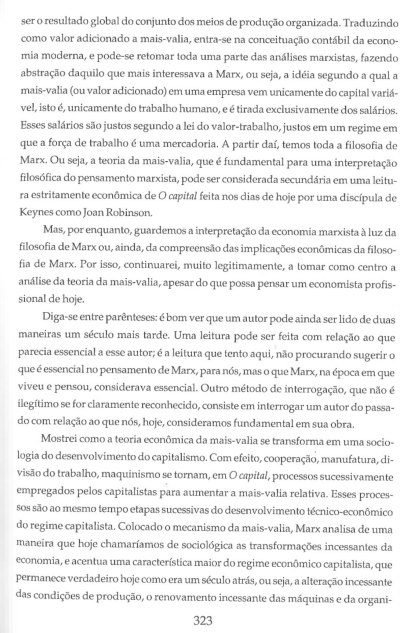 ser o resultado global do conjunto dos meios de produção organizada. Traduzindo
como valor adicionado a mais-valia, entra-se na conceituação contábil da econo-
mia moderna, e pode-se retomar toda uma parte das análises marxistas, fazendo
abstração daquilo que mais interessava a Marx, ou seja, a idéia segundo a qual a
mais-valia (ou valor adicionado) em uma empresa vem unicamente do capital variá-
vel, isto é, unicamente do trabalho humano, e é tirada exclusivamente dos salários.
Esses salários são justos segundo a lei do valor-trabalho, justos em um regime em
que a força de trabalho é uma mercadoria. A partir daí, temos toda a filosofia de
Marx. Ou seja, a teoria da mais-valia, que é fundamental para uma interpretação
filosófica do pensamento marxista, pode ser considerada secundária em uma leitu-
ra estritamente econômica de O capital feita nos dias de hoje por uma discípula de
Keynes como Joan Robinson.
Mas, por enquanto, guardemos a interpretação da economia marxista à luz da
filosofia de Marx ou, ainda, da compreensão das implicações econômicas da filoso-
fia de Marx. Por isso, continuarei, muito legitimamente, a tomar como centro a
análise da teoria da mais-valia, apesar do que possa pensar um economista profis-
sional de hoje.
Diga-se entre parênteses: é bom ver que um autor pode ainda ser lido de duas
maneiras um século mais tarde. Uma leitura pode ser feita com relação ao que
parecia essencial a esse autor; é a leitura que tento aqui, não procurando sugerir o
que é essencial no pensamento de Marx, para nós, mas o que Marx, na época em que
viveu e pensou, considerava essencial. Outro método de interrogação, que não é
ilegítimo se for claramente reconhecido, consiste em interrogar um autor do passa-
do com relação ao que nós, hoje, consideramos fundamental em sua obra.
Mostrei como a teoria econômica da mais-valia se transforma em uma socio-
logia do desenvolvimento do capitalismo. Com efeito, cooperação, manufatura, di-
visão do trabalho, maquinismo se tornam, em O capital, processos sucessivamente
empregados pelos capitalistas para aumentar a mais-valia relativa. Esses proces-
sos são ao mesmo tempo etapas sucessivas do desenvolvimento técnico-econômico
do regime capitalista. Colocado o mecanismo da mais-valia, Marx analisa de uma
maneira que hoje chamaríamos de sociológica as transformações incessantes da
economia, e acentua uma característica maior do regime econômico capitalista, que
permanece verdadeiro hoje como era um século atrás, ou seja, a alteração incessante
das condições de produção, o renovamento incessante das máquinas e da organi-
323